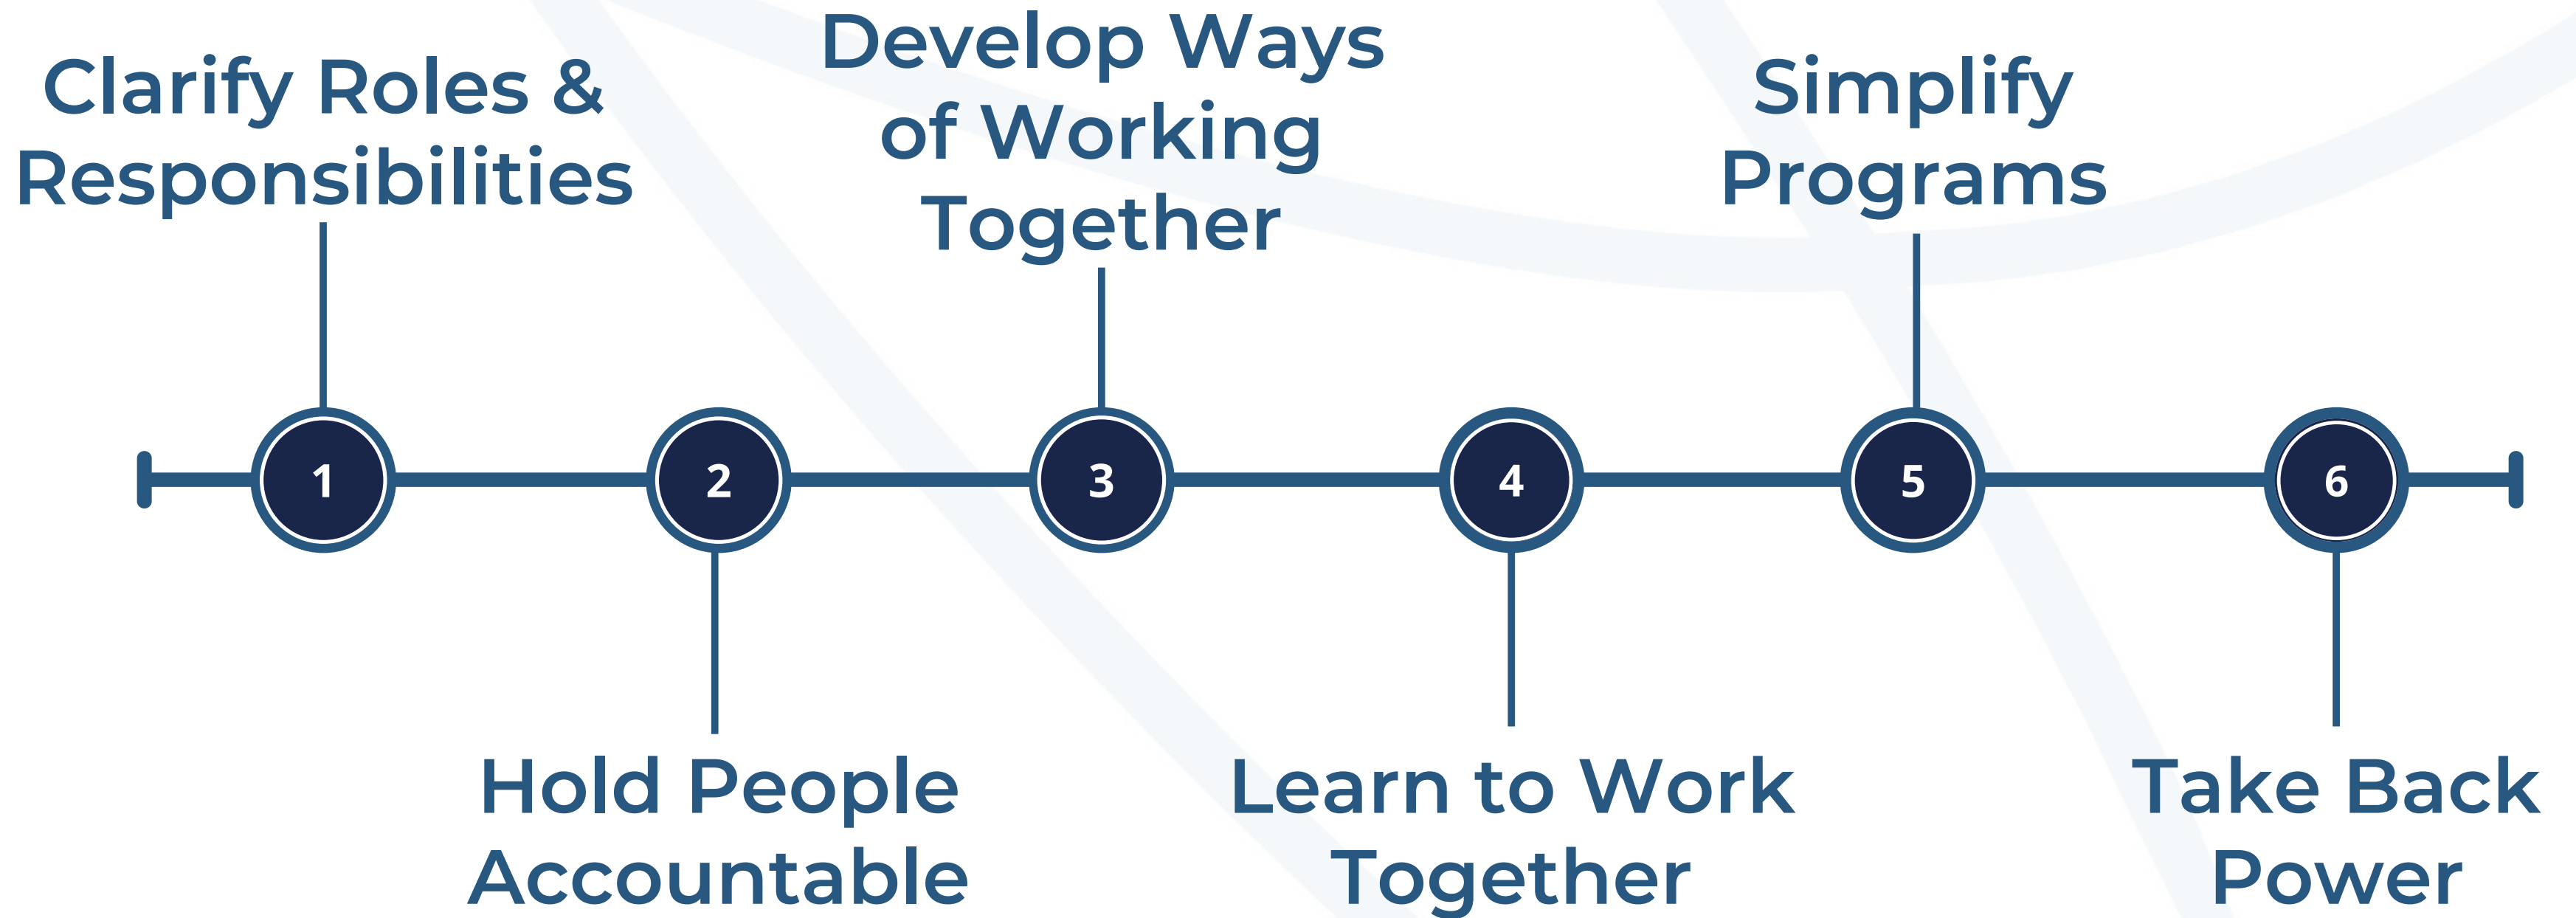 Clarify Roles &
Responsibilities
Develop Ways
of Working
Together
Simplify
Programs
1
2
3
4
5
6
Hold People
Accountable
Learn to Work
Together
Take Back
Power